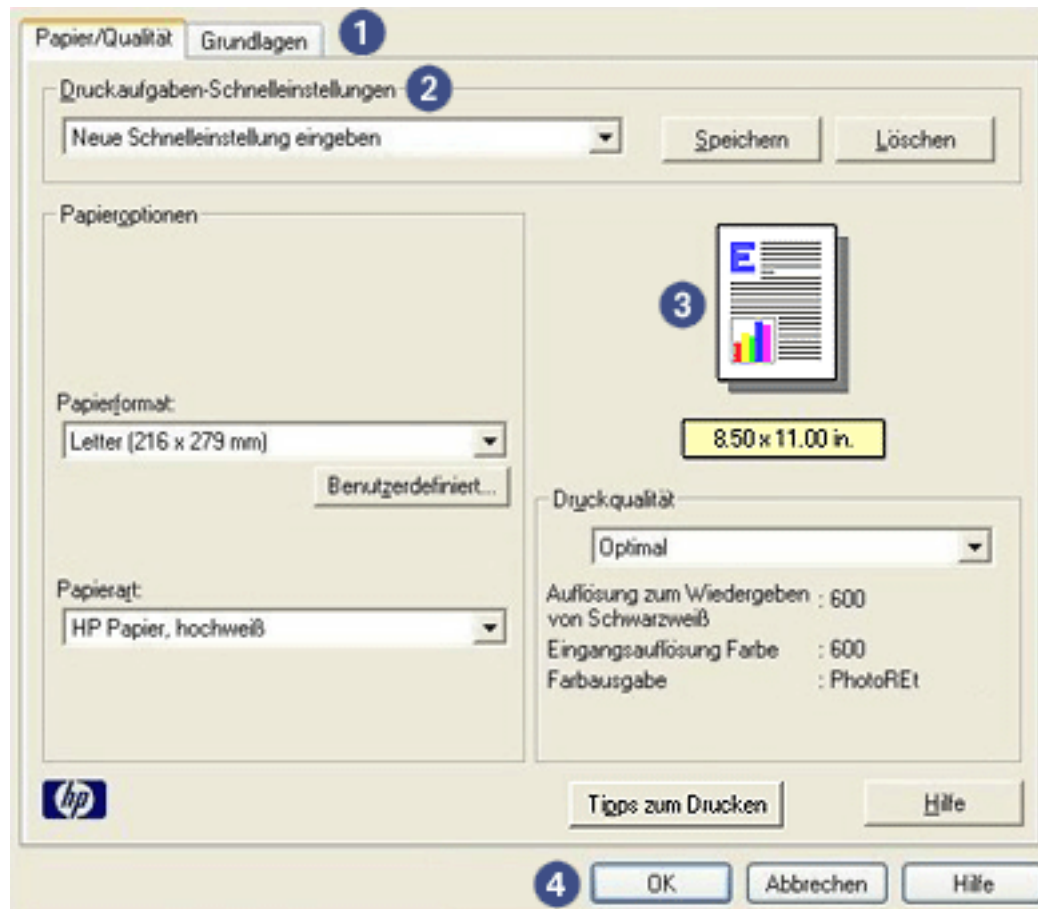 Papier/Qualität
Grundlagen
1
Druckaufgaben-Schnelleinstellungen
2
Neue Schnelleinstellung eingeben
Speichern
Löschen
Papieroptionen
E
3
Papierformat:
Letter (216 x 279 mm)
Benutzerdefiniert...
8.50 x 11.00 in.
Druckqualität
Optimal
Papierart:
HP Papier, hochweiß
Auflösung zum Wiedergeben : 600
von Schwarzweiß
Eingangsauflösung Farbe : 600
Farbausgabe : PhotoREt
hp
Tipps zum Drucken
Hilfe
4
OK
Abbrechen
Hilfe